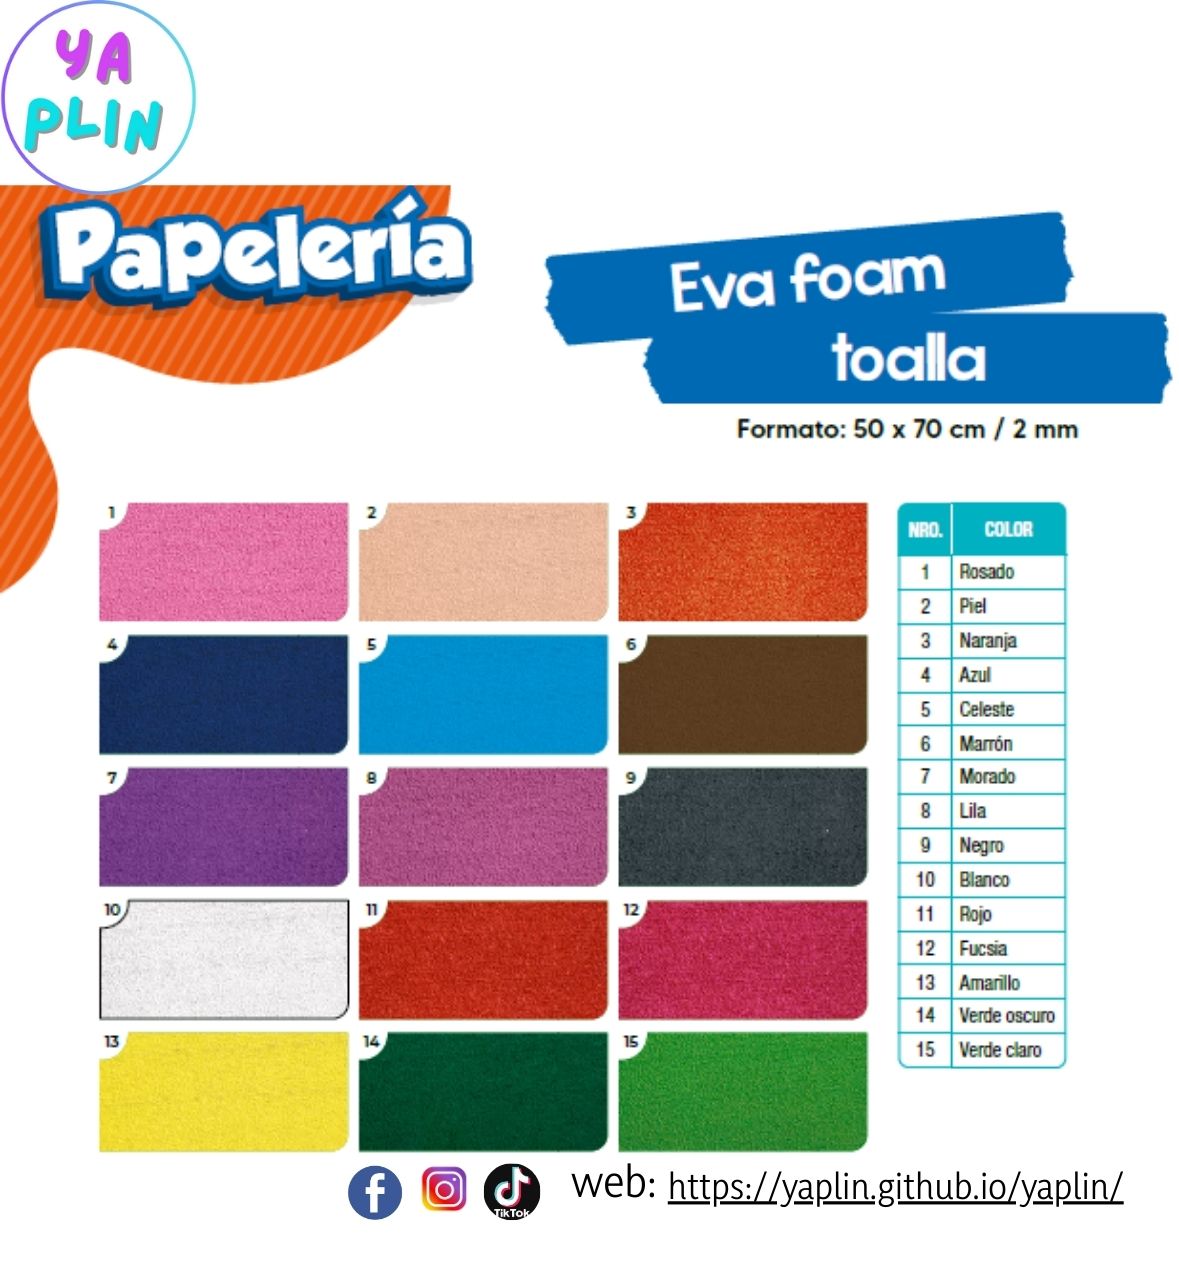 YA
PLIN
Papelería
Eva foam
toalla
Formato: 50 x 70 cm / 2 mm
1
2
3
4
5
6
7
8
9
10
11
12
13
14
15
NRO. COLOR
1 Rosado
2 Piel
3 Naranja
4 Azul
5 Celeste
6 Marrón
7 Morado
8 Lila
9 Negro
10 Blanco
11 Rojo
12 Fucsia
13 Amarillo
14 Verde oscuro
15 Verde claro
TikTok
web: https://yaplin.github.io/yaplin/